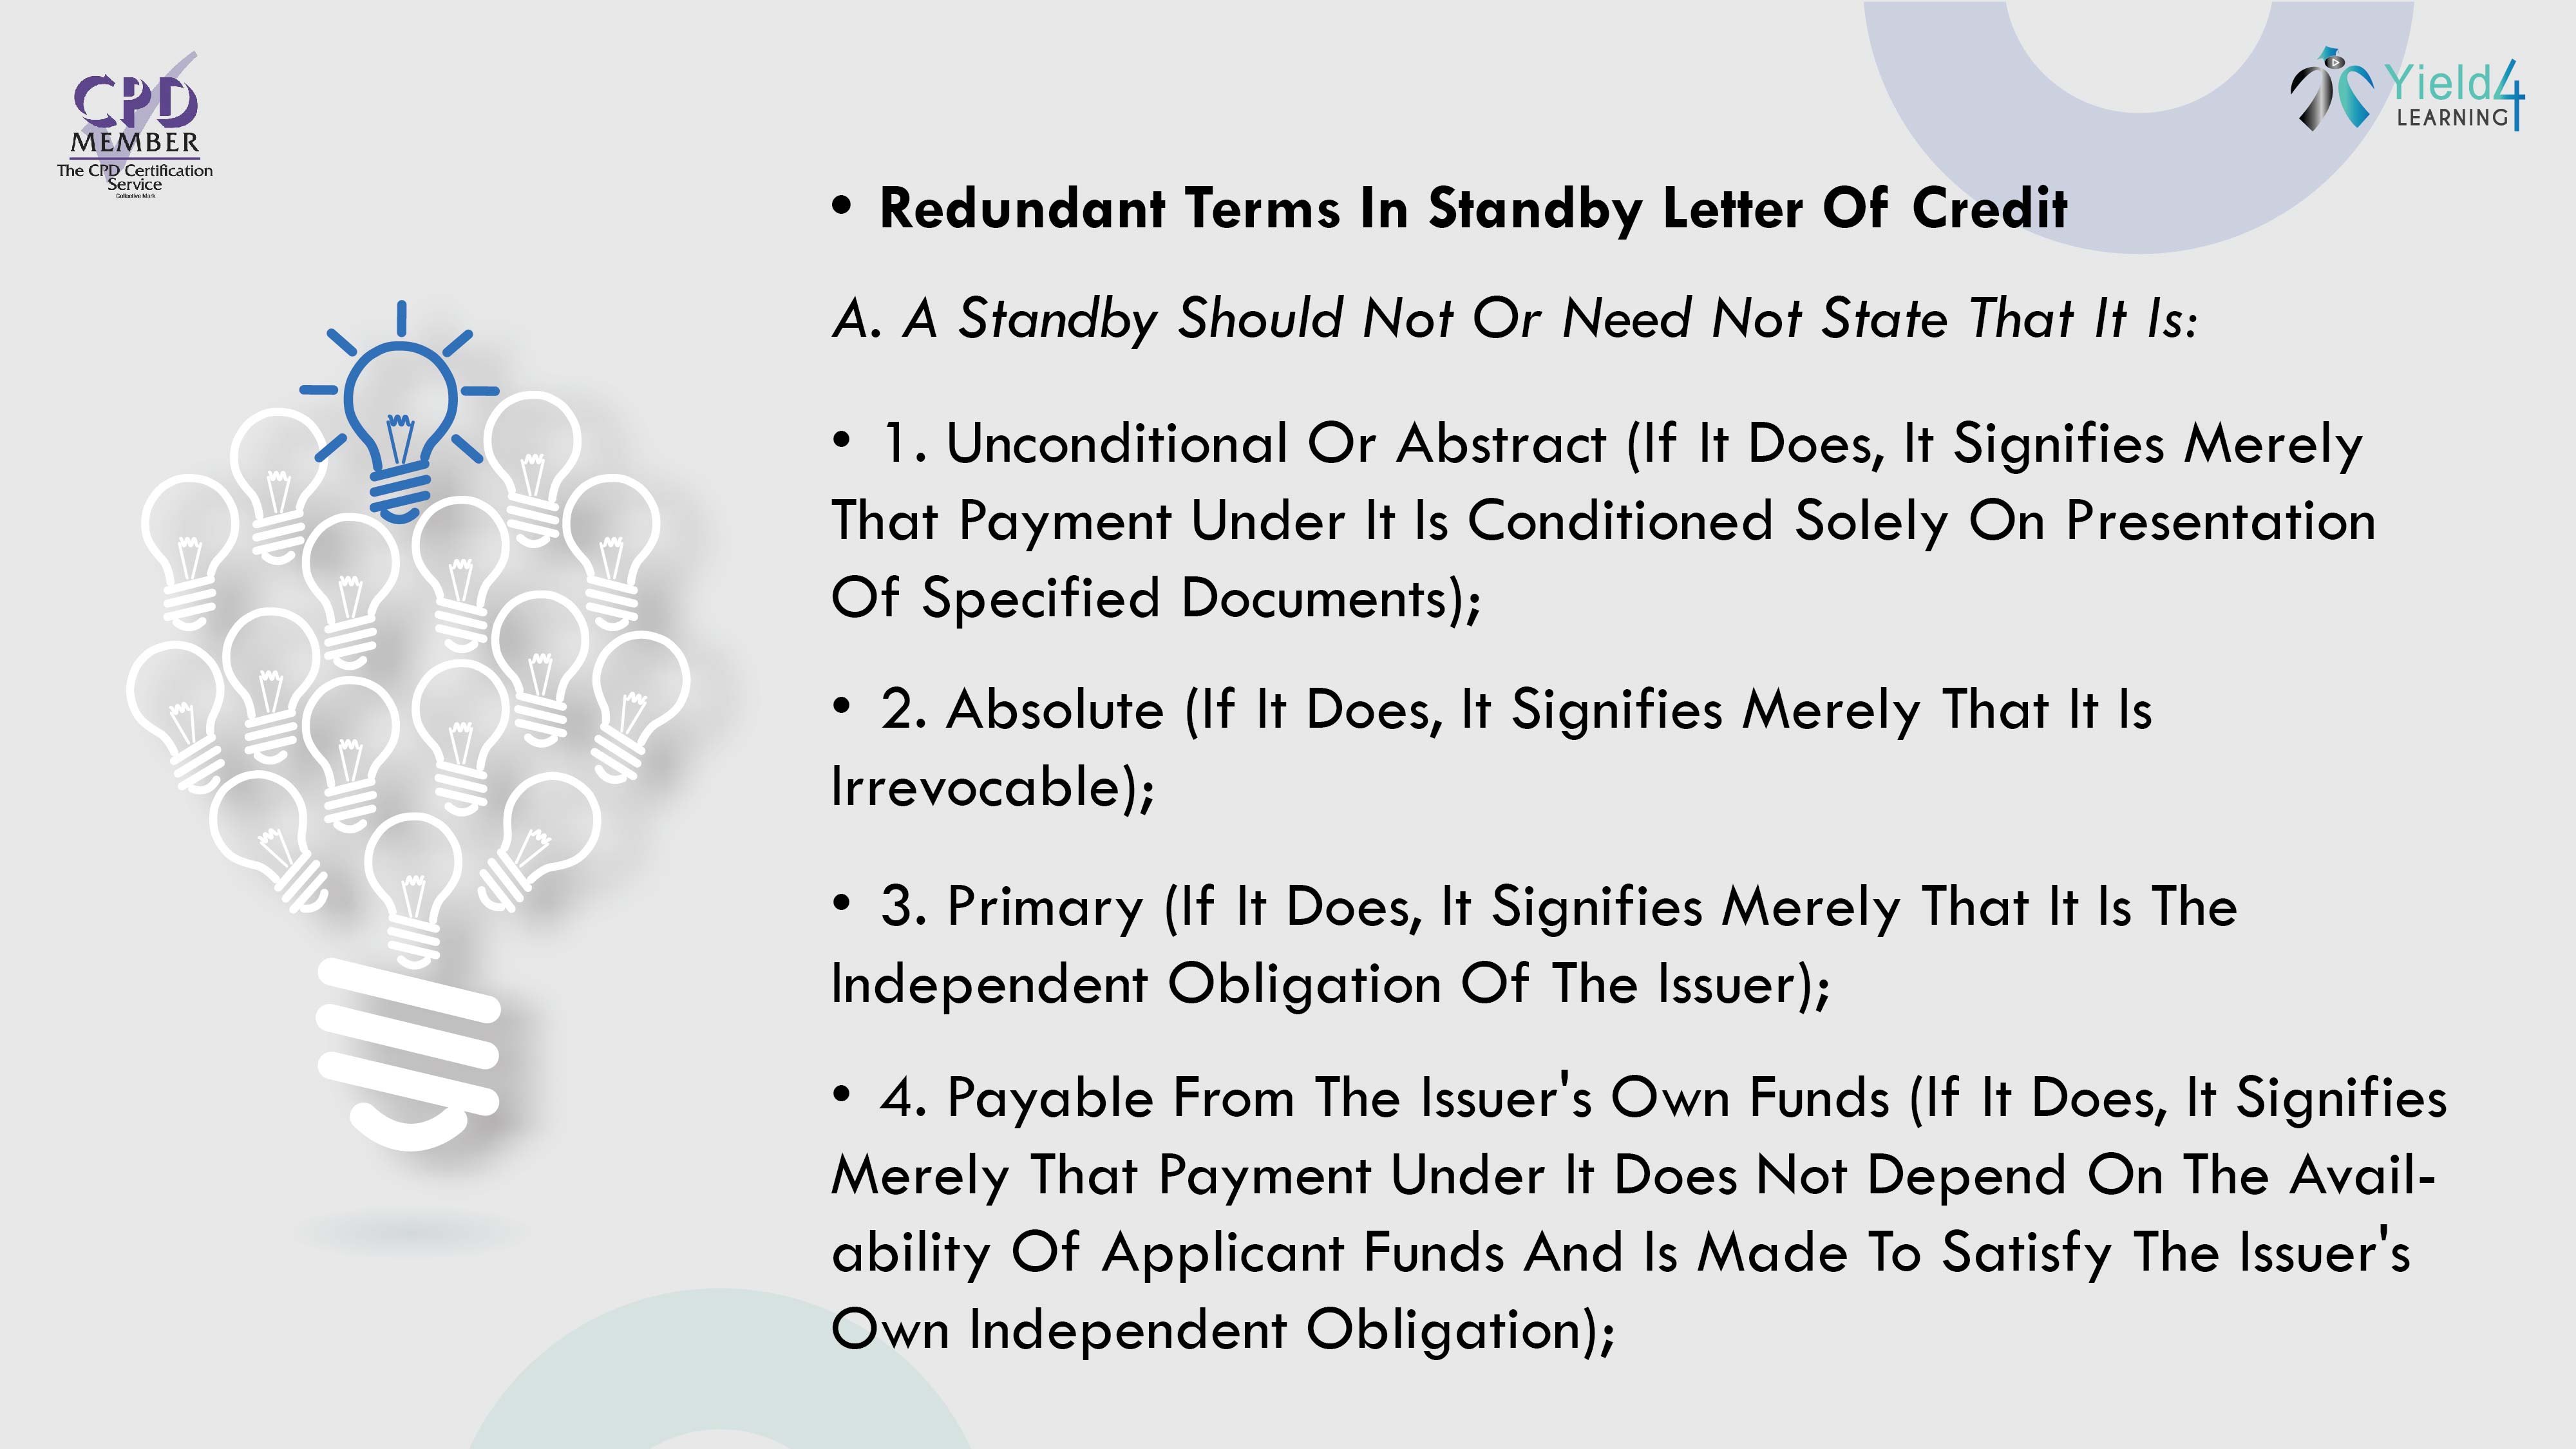 CPD
MEMBER
The CPD Certification
Service
Collective Mark
Yield4
LEARNING
• Redundant Terms In Standby Letter Of Credit
A. A Standby Should Not Or Need Not State That It Is:
• 1. Unconditional Or Abstract (If It Does, It Signifies Merely
That Payment Under It Is Conditioned Solely On Presentation
Of Specified Documents);
• 2. Absolute (If It Does, It Signifies Merely That It Is
Irrevocable);
• 3. Primary (If It Does, It Signifies Merely That It Is The
Independent Obligation Of The Issuer);
• 4. Payable From The Issuer's Own Funds (If It Does, It Signifies
Merely That Payment Under It Does Not Depend On The Avail-
ability Of Applicant Funds And Is Made To Satisfy The Issuer's
Own Independent Obligation);